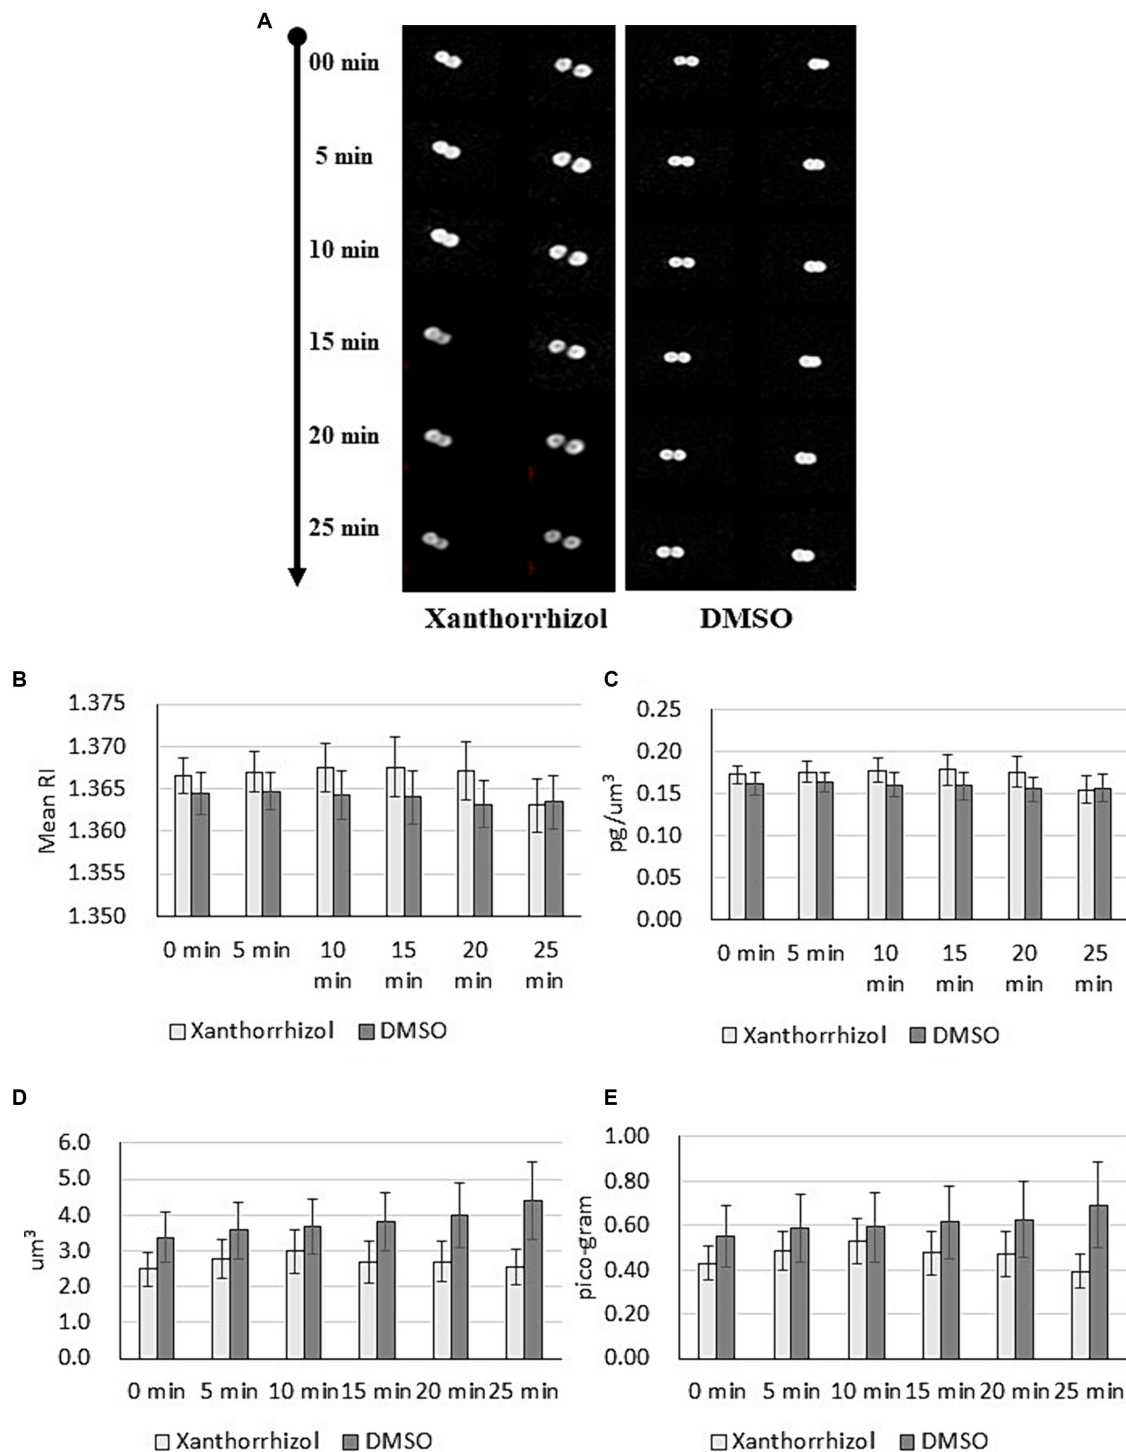 A
00 min
5 min
10 min
15 min
20 min
25 min
Xanthorrhizol DMSO
B
1.375
1.370
1.365
1.360
1.355
1.350
Mean RI
0 min 5 min 10 min 15 min 20 min 25 min
Xanthorrhizol DMSO
C
0.25
0.20
0.15
0.10
0.05
0.00
pg/um³
0 min 5 min 10 min 15 min 20 min 25 min
Xanthorrhizol DMSO
D
6.0
5.0
4.0
3.0
2.0
1.0
0.0
um³
0 min 5 min 10 min 15 min 20 min 25 min
Xanthorrhizol DMSO
E
1.00
0.80
0.60
0.40
0.20
0.00
pico-gram
0 min 5 min 10 min 15 min 20 min 25 min
Xanthorrhizol DMSO